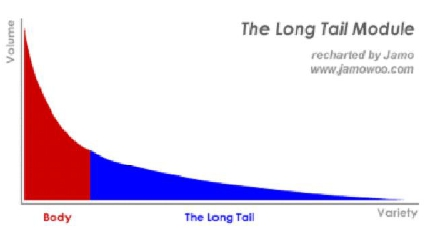 The Long Tail Module
recharted by Jamo
www.jamowoo.com
Volume
Body
The Long Tail
Variety